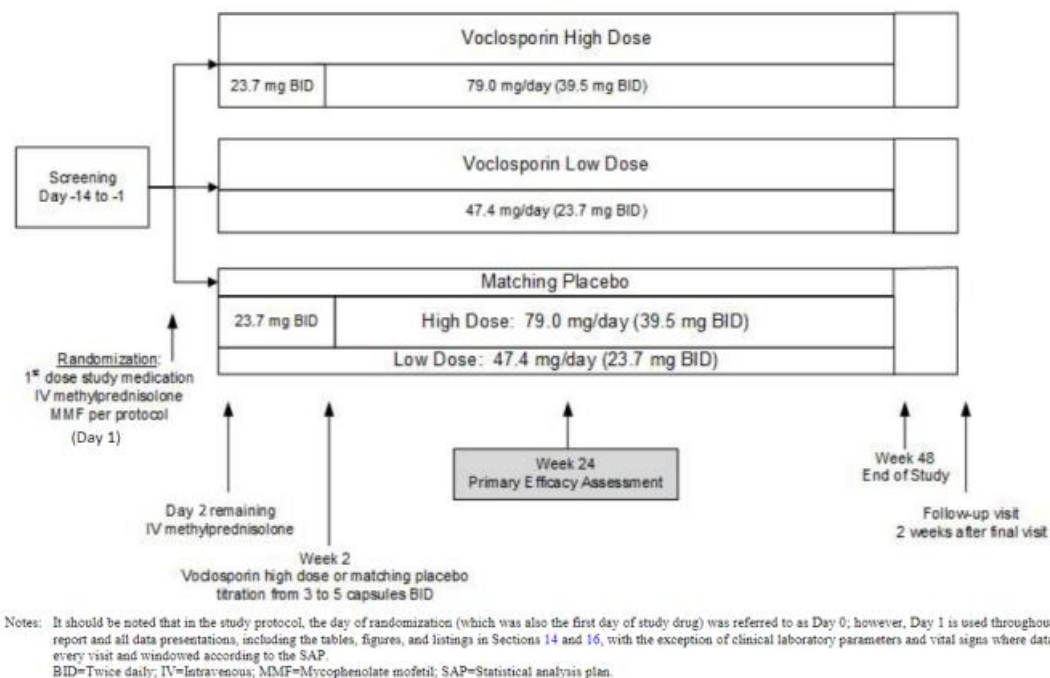 Voclosporin High Dose
23.7 mg BID
79.0 mg/day (39.5 mg BID)
Screening
Day -14 to -1
Voclosporin Low Dose
47.4 mg/day (23.7 mg BID)
Matching Placebo
23.7 mg BID
High Dose: 79.0 mg/day (39.5 mg BID)
Low Dose: 47.4 mg/day (23.7 mg BID)
Randomization:
1st dose study medication
IV methylprednisolone
MMF per protocol
(Day 1)
Day 2 remaining
IV methylprednisolone
Week 2
Voclosporin high dose or matching placebo
titration from 3 to 5 capsules BID
Week 24
Primary Efficacy Assessment
Week 48
End of Study
Follow-up visit
2 weeks after final visit
Notes: It should be noted that in the study protocol, the day of randomization (which was also the first day of study drug) was referred to as Day 0; however, Day 1 is used throughou
report and all data presentations, including the tables, figures, and listings in Sections 14 and 16, with the exception of clinical laboratory parameters and vital signs where dat
every visit and windowed according to the SAP.
BID=Twice daily; IV=Intravenous; MMF=Mycophenolate mofetil; SAP=Statistical analysis plan.